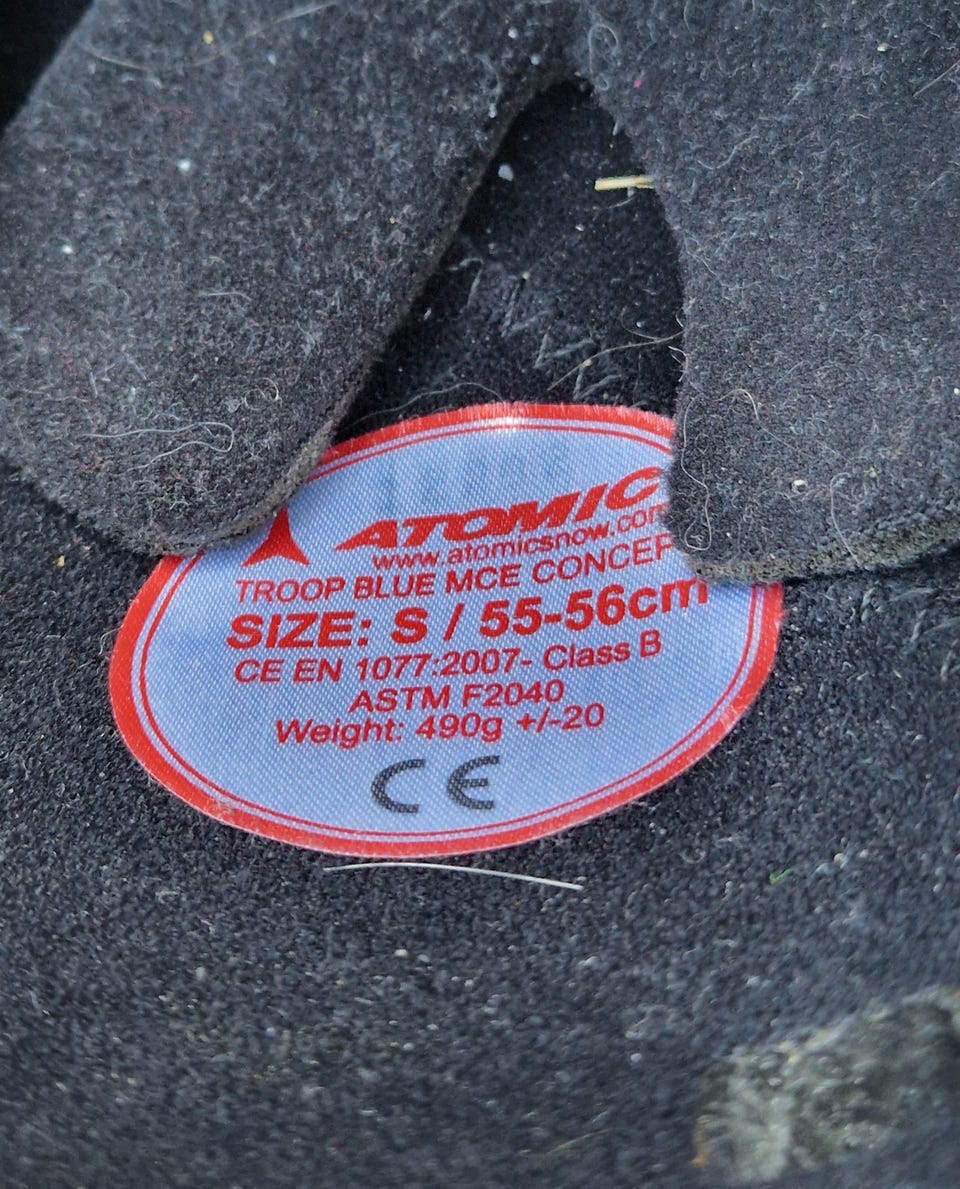 ATOMIC
www.atomicsnow.com
TROOP BLUE MCE CONCEP
SIZE: S / 55-56cm
CE EN 1077:2007- Class B
ASTM F2040
Weight: 490g +/-20
CE